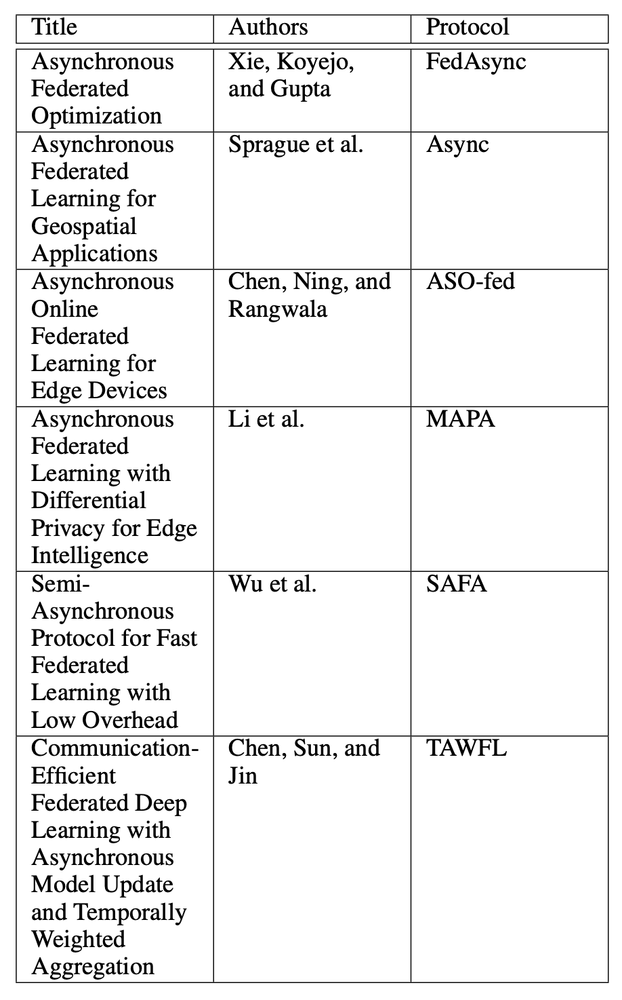 Title Authors Protocol
Asynchronous Federated Optimization Xie, Koyejo, and Gupta FedAsync
Asynchronous Federated Learning for Geospatial Applications Sprague et al. Async
Asynchronous Online Federated Learning for Edge Devices Chen, Ning, and Rangwala ASO-fed
Asynchronous Federated Learning with Differential Privacy for Edge Intelligence Li et al. MAPA
Semi-Asynchronous Protocol for Fast Federated Learning with Low Overhead Wu et al. SAFA
Communication-Efficient Federated Deep Learning with Asynchronous Model Update and Temporally Weighted Aggregation Chen, Sun, and Jin TAWFL